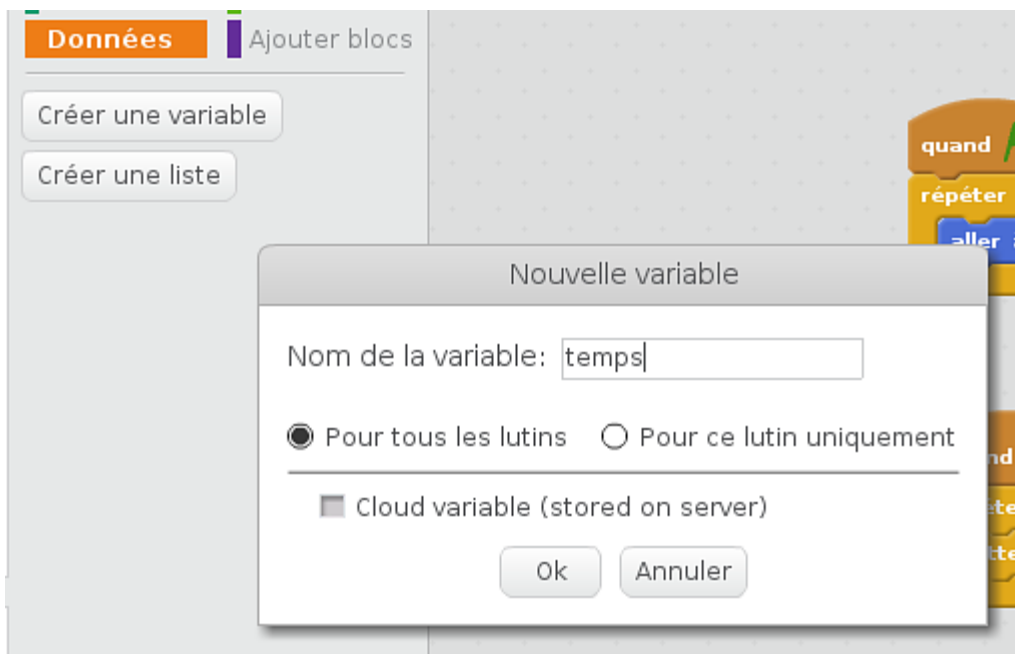 Données
Ajouter blocs
Créer une variable
Créer une liste
quand
répéter
aller
Nouvelle variable
Nom de la variable: temps
Pour tous les lutins Pour ce lutin uniquement
Cloud variable (stored on server)
Ok Annuler